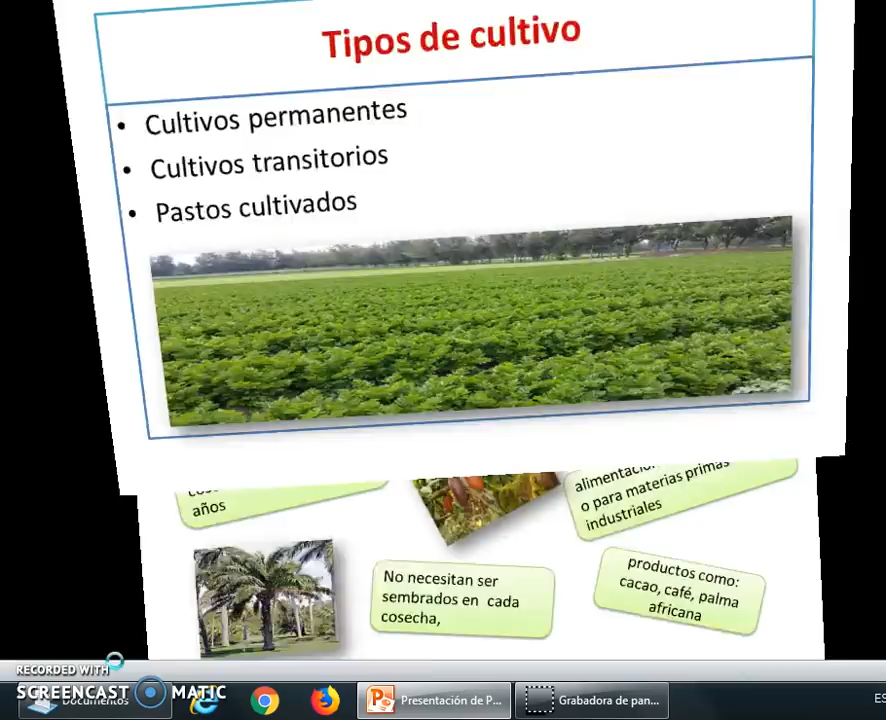 Tipos de cultivo
• Cultivos permanentes
• Cultivos transitorios
• Pastos cultivados
años
alimentación
o para materias primas
industriales
No necesitan ser
sembrados en cada
cosecha,
productos como:
cacao, café, palma
africana
RECORDED WITH
SCREENCAST MATIC
Documentos
Presentación de P...
Grabadora de pan...
ES